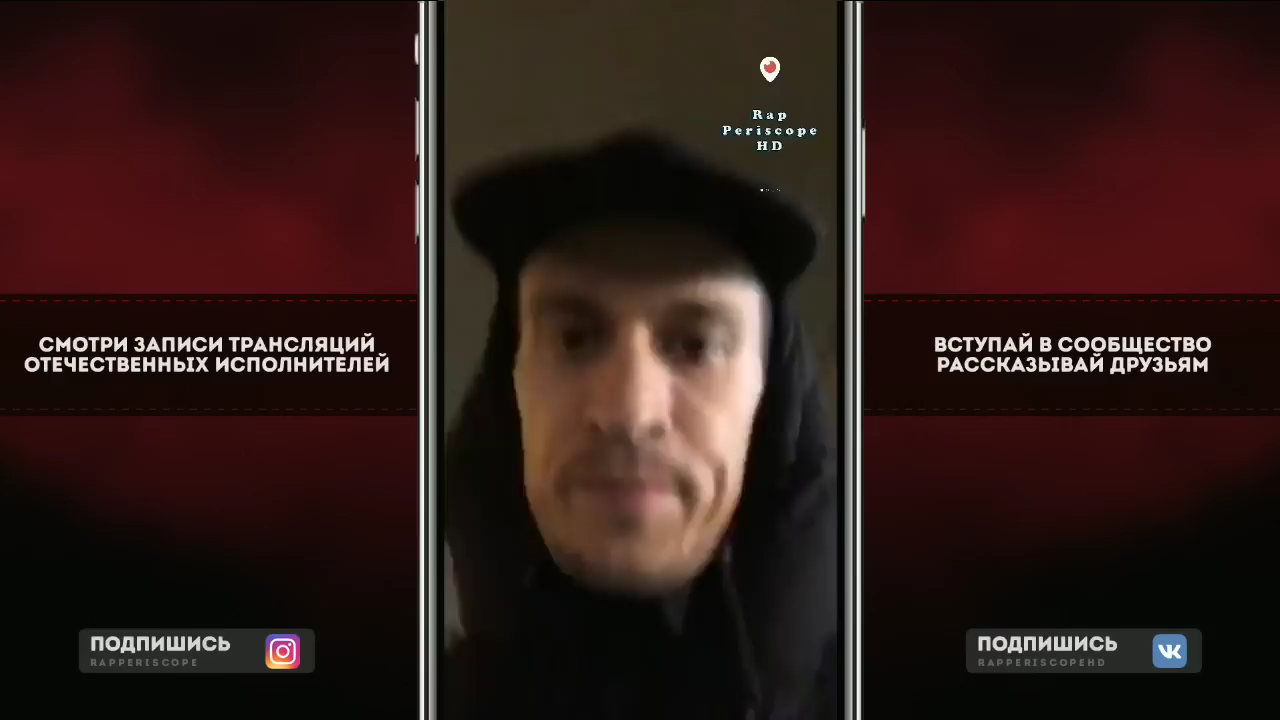 Rap
Periscope
HD
СМОТРИ ЗАПИСИ ТРАНСЛЯЦИЙ
ОТЕЧЕСТВЕННЫХ ИСПОЛНИТЕЛЕЙ
ВСТУПАЙ В СООБЩЕСТВО
РАССКАЗЫВАЙ ДРУЗЬЯМ
ПОДПИШИСЬ
RAPPERISCOPE
ПОДПИШИСЬ
RAPPERISCOPEHD